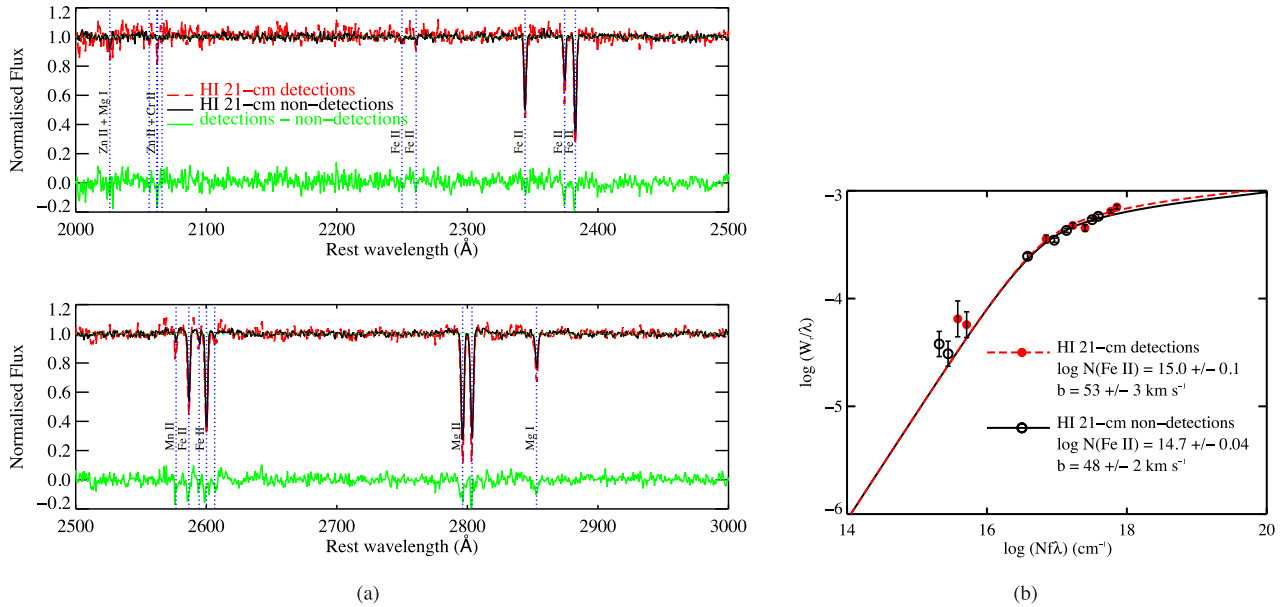 1.2
1.0
0.8
0.6
0.4
0.2
0.0
−0.2
Normalised Flux
Zn II + Mg I
Zn II + Cr II
HI 21−cm detections
HI 21−cm non−detections
detections − non−detections
Fe II
Fe II
Fe II
Fe II
Fe II
2000
2100
2200
2300
2400
2500
Rest wavelength (Å)
1.2
1.0
0.8
0.6
0.4
0.2
0.0
−0.2
Normalised Flux
Mn II
Fe II
Fe II
Mg II
Mg I
2500
2600
2700
2800
2900
3000
Rest wavelength (Å)
(a)
−3
−4
−5
−6
log (Wr/λ)
HI 21−cm detections
log N(Fe II) = 15.0 +/− 0.1
b = 53 +/− 3 km s⁻¹
HI 21−cm non−detections
log N(Fe II) = 14.7 +/− 0.04
b = 48 +/− 2 km s⁻¹
14
16
18
20
log (Nfλ) (cm⁻¹)
(b)